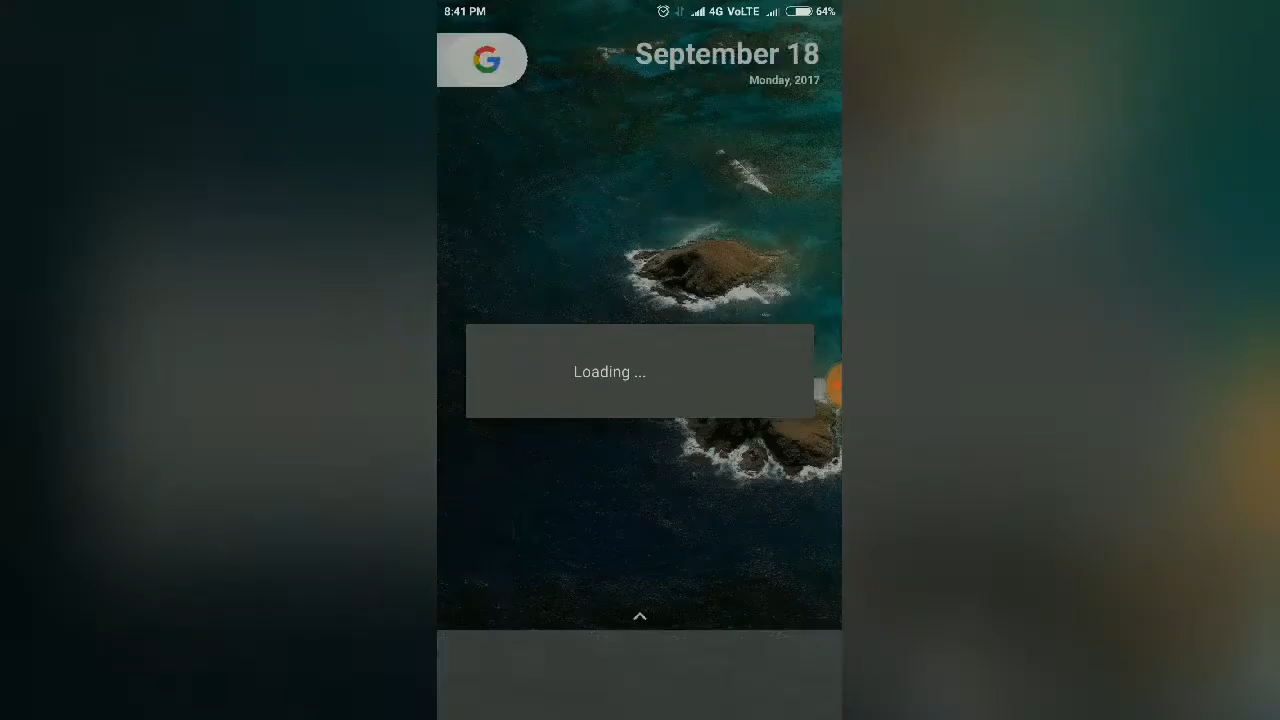 8:41 PM 4G VoLTE 64%
September 18
Monday, 2017
Loading ...